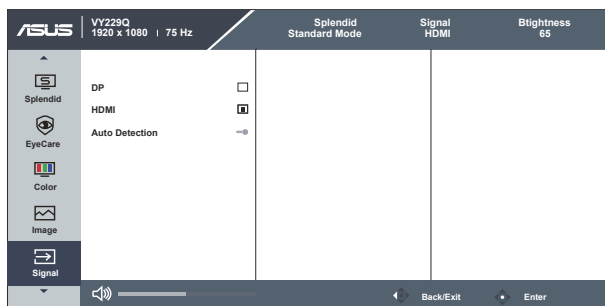 ASUS
VY229Q
1920 x 1080 | 75 Hz
Splendid
Standard Mode
Signal
HDMI
Btightness
65
Splendid
EyeCare
Color
Image
Signal
DP
HDMI
Auto Detection
Back/Exit
Enter